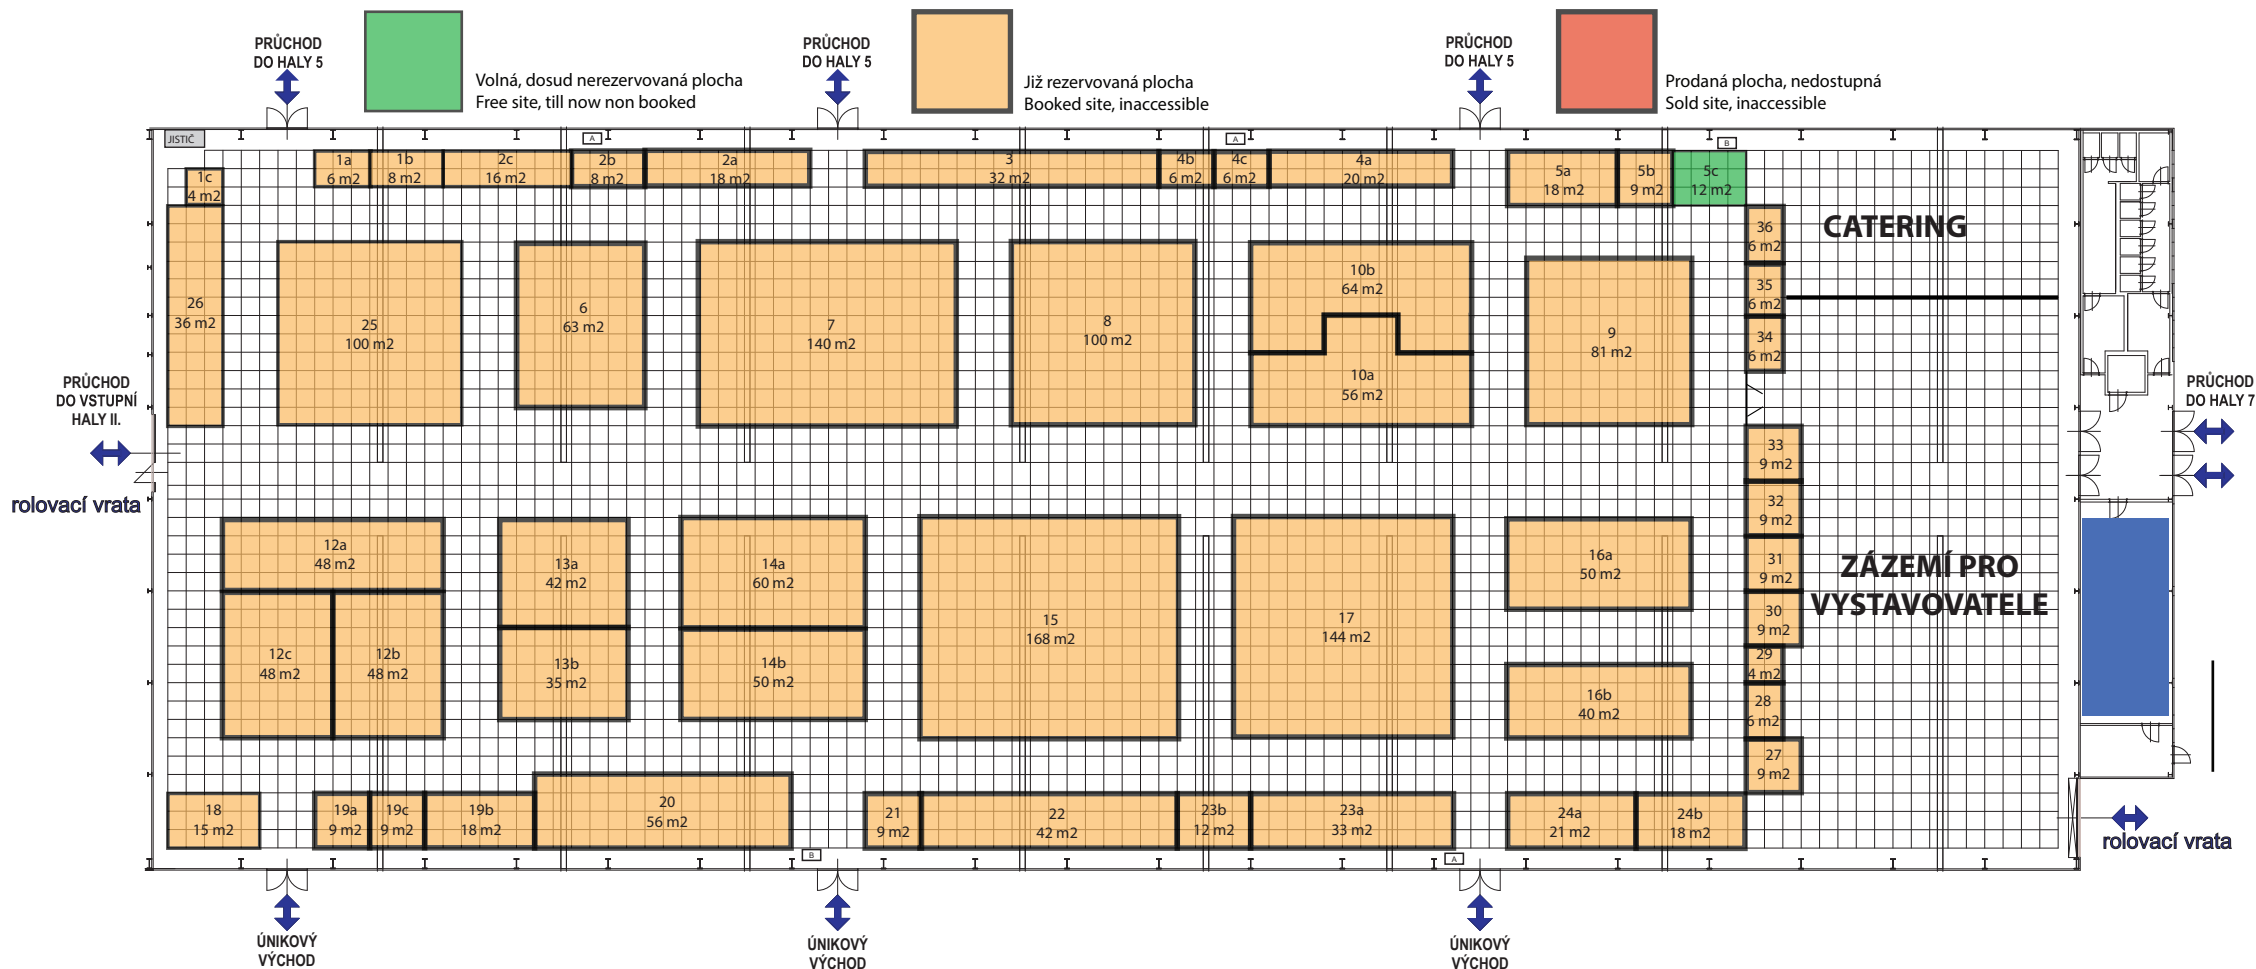 PRŮCHOD
DO HALY 5
Volná, dosud nerezervovaná plocha
Free site, till now non booked
PRŮCHOD
DO HALY 5
Již rezervovaná plocha
Booked site, inaccessible
PRŮCHOD
DO HALY 5
Prodaná plocha, nedostupná
Sold site, inaccessible
JISTIČ
A
A
B
1c
4 m2
1a
6 m2
1b
8 m2
2c
16 m2
2b
8 m2
2a
18 m2
3
32 m2
4b
6 m2
4c
6 m2
4a
20 m2
5a
18 m2
5b
9 m2
5c
12 m2
36
6 m2
CATERING
35
6 m2
34
6 m2
26
36 m2
25
100 m2
6
63 m2
7
140 m2
8
100 m2
10b
64 m2
10a
56 m2
9
81 m2
PRŮCHOD
DO VSTUPNÍ
HALY II.
rolovací vrata
PRŮCHOD
DO HALY 7
33
9 m2
32
9 m2
31
9 m2
30
9 m2
29
4 m2
28
6 m2
27
9 m2
ZÁZEMÍ PRO
VYSTAVOVATELE
12a
48 m2
12c
48 m2
12b
48 m2
13a
42 m2
13b
35 m2
14a
60 m2
14b
50 m2
15
168 m2
17
144 m2
16a
50 m2
16b
40 m2
18
15 m2
19a
9 m2
19c
9 m2
19b
18 m2
20
56 m2
21
9 m2
22
42 m2
23b
12 m2
23a
33 m2
24a
21 m2
24b
18 m2
rolovací vrata
B
A
ÚNIKOVÝ
VÝCHOD
ÚNIKOVÝ
VÝCHOD
ÚNIKOVÝ
VÝCHOD